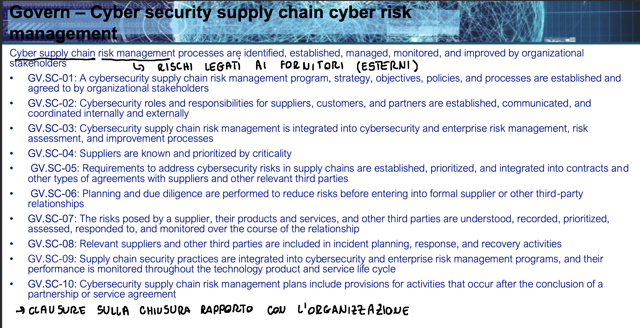 Govern – Cyber security supply chain cyber risk
management
Cyber supply chain risk management processes are identified, established, managed, monitored, and improved by organizational
stakeholders
↳ RISCHI LEGATI AI FORNITORI (ESTERNI)
• GV.SC-01: A cybersecurity supply chain risk management program, strategy, objectives, policies, and processes are established and
agreed to by organizational stakeholders
• GV.SC-02: Cybersecurity roles and responsibilities for suppliers, customers, and partners are established, communicated, and
coordinated internally and externally
• GV.SC-03: Cybersecurity supply chain risk management is integrated into cybersecurity and enterprise risk management, risk
assessment, and improvement processes
• GV.SC-04: Suppliers are known and prioritized by criticality
• GV.SC-05: Requirements to address cybersecurity risks in supply chains are established, prioritized, and integrated into contracts and
other types of agreements with suppliers and other relevant third parties
• GV.SC-06: Planning and due diligence are performed to reduce risks before entering into formal supplier or other third-party
relationships
• GV.SC-07: The risks posed by a supplier, their products and services, and other third parties are understood, recorded, prioritized,
assessed, responded to, and monitored over the course of the relationship
• GV.SC-08: Relevant suppliers and other third parties are included in incident planning, response, and recovery activities
• GV.SC-09: Supply chain security practices are integrated into cybersecurity and enterprise risk management programs, and their
performance is monitored throughout the technology product and service life cycle
• GV.SC-10: Cybersecurity supply chain risk management plans include provisions for activities that occur after the conclusion of a
partnership or service agreement
→ CLAUSURE SULLA CHIUSURA RAPPORTO CON L'ORGANIZZAZIONE